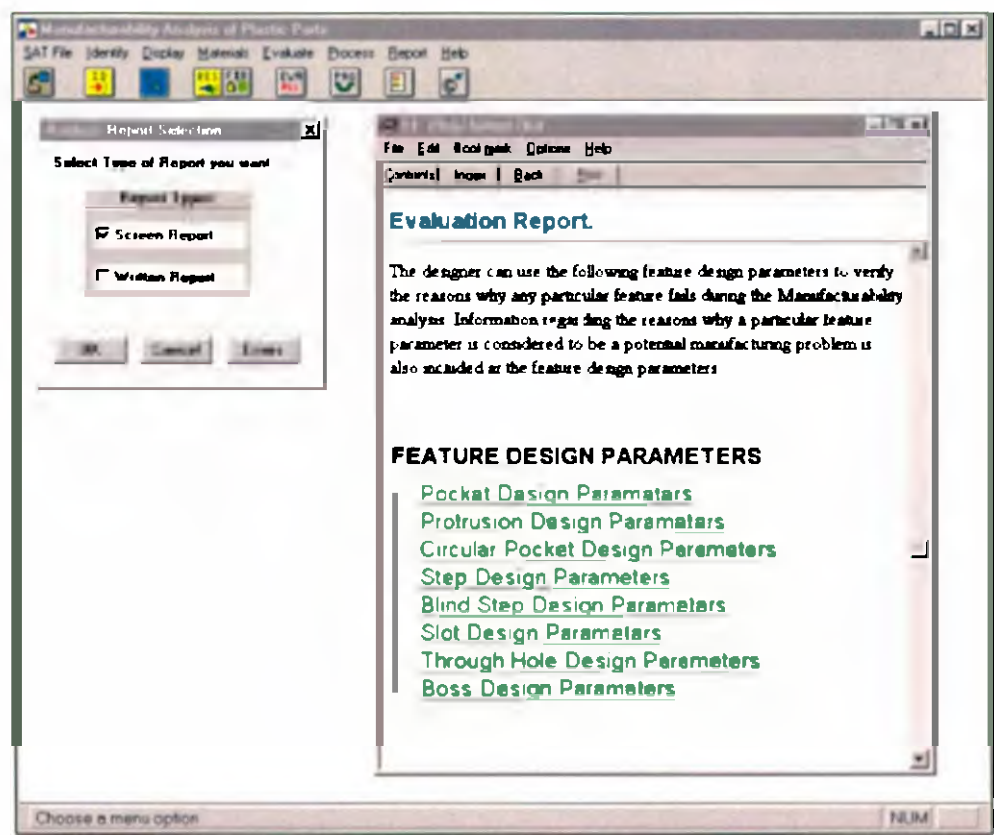 Manufacturability Analysis of Plastic Parts
SAT File Identify Display Materials Evaluate Process Report Help
Report Selection
Select Type of Report you want
Report Types
Screen Report
Written Report
OK Cancel
File Edit Bookmark Options Help
Contents Index Back
Evaluation Report.
The designer can use the following feature design parameters to verify
the reasons why any particular feature fails during the Manufacturability
analysis. Information regarding the reasons why a particular feature
parameter is considered to be a potential manufacturing problem is
also included in the feature design parameters
FEATURE DESIGN PARAMETERS
Pocket Design Parameters
Protrusion Design Parameters
Circular Pocket Design Parameters
Step Design Parameters
Blind Step Design Parameters
Slot Design Parameters
Through Hole Design Parameters
Boss Design Parameters
Choose a menu option NUM